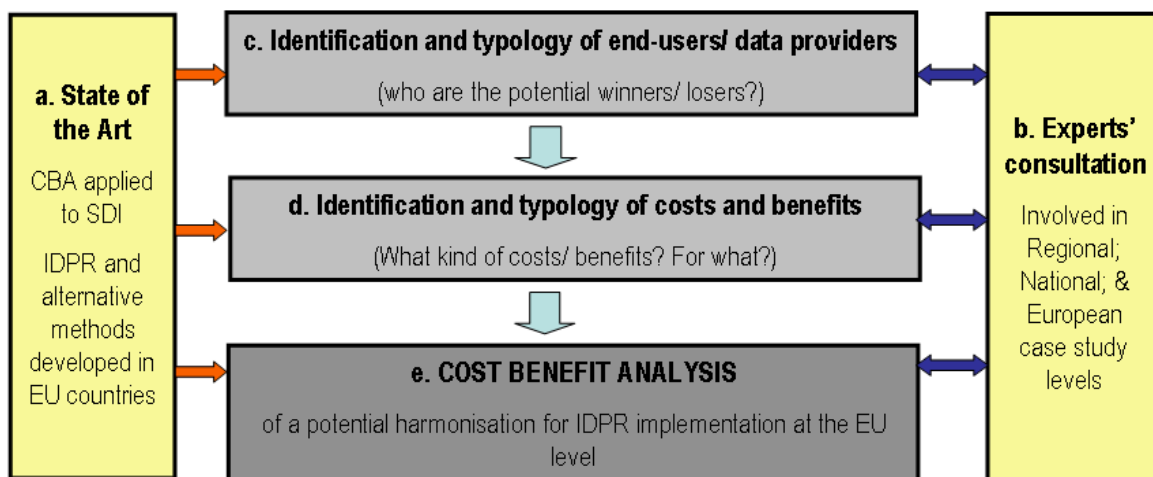 a. State of
the Art
CBA applied
to SDI
IDPR and
alternative
methods
developed in
EU countries
c. Identification and typology of end-users/ data providers
(who are the potential winners/ losers?)
d. Identification and typology of costs and benefits
(What kind of costs/ benefits? For what?)
e. COST BENEFIT ANALYSIS
of a potential harmonisation for IDPR implementation at the EU
level
b. Experts’
consultation
Involved in
Regional;
National; &
European
case study
levels